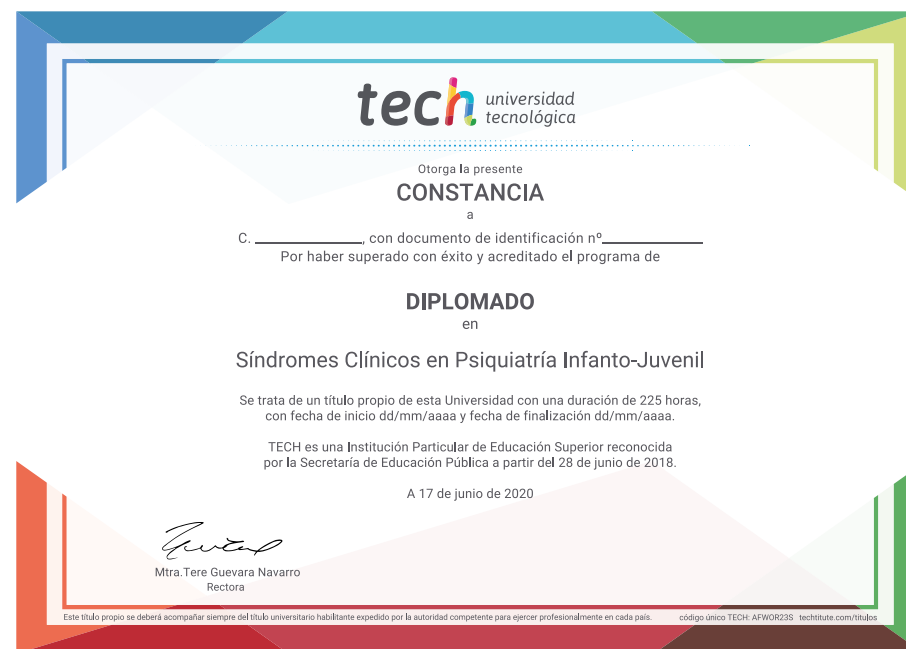 tech universidad
tecnológica
Otorga la presente
CONSTANCIA
a
C. ____________, con documento de identificación nº____________
Por haber superado con éxito y acreditado el programa de
DIPLOMADO
en
Síndromes Clínicos en Psiquiatría Infanto-Juvenil
Se trata de un título propio de esta Universidad con una duración de 225 horas,
con fecha de inicio dd/mm/aaaa y fecha de finalización dd/mm/aaaa.
TECH es una Institución Particular de Educación Superior reconocida
por la Secretaría de Educación Pública a partir del 28 de junio de 2018.
A 17 de junio de 2020
Mtra.Tere Guevara Navarro
Rectora
Este título propio se deberá acompañar siempre del título universitario habilitante expedido por la autoridad competente para ejercer profesionalmente en cada país. código único TECH: AFWOR23S techtitute.com/titulos